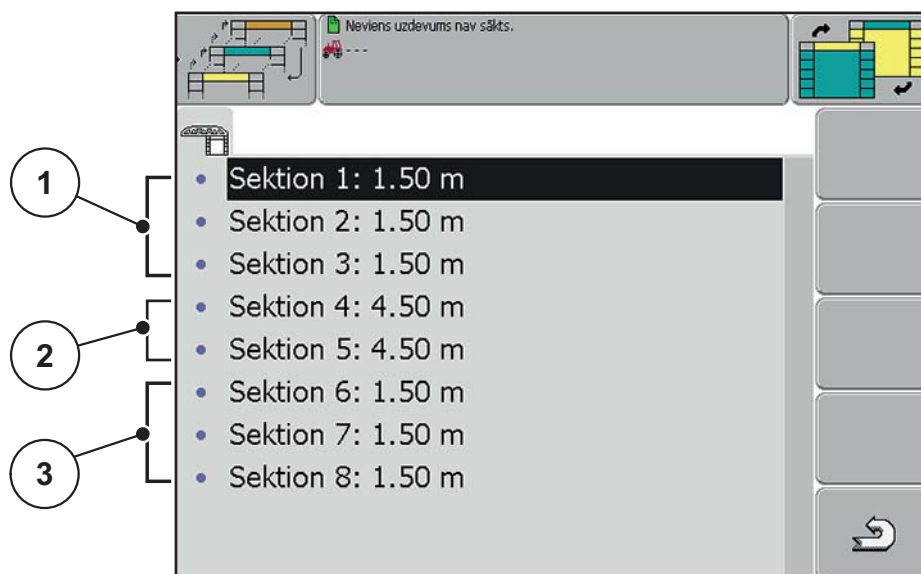 Neviens uzdevums nav sākts.
---
Sektion 1: 1.50 m
Sektion 2: 1.50 m
Sektion 3: 1.50 m
Sektion 4: 4.50 m
Sektion 5: 4.50 m
Sektion 6: 1.50 m
Sektion 7: 1.50 m
Sektion 8: 1.50 m
1
2
3